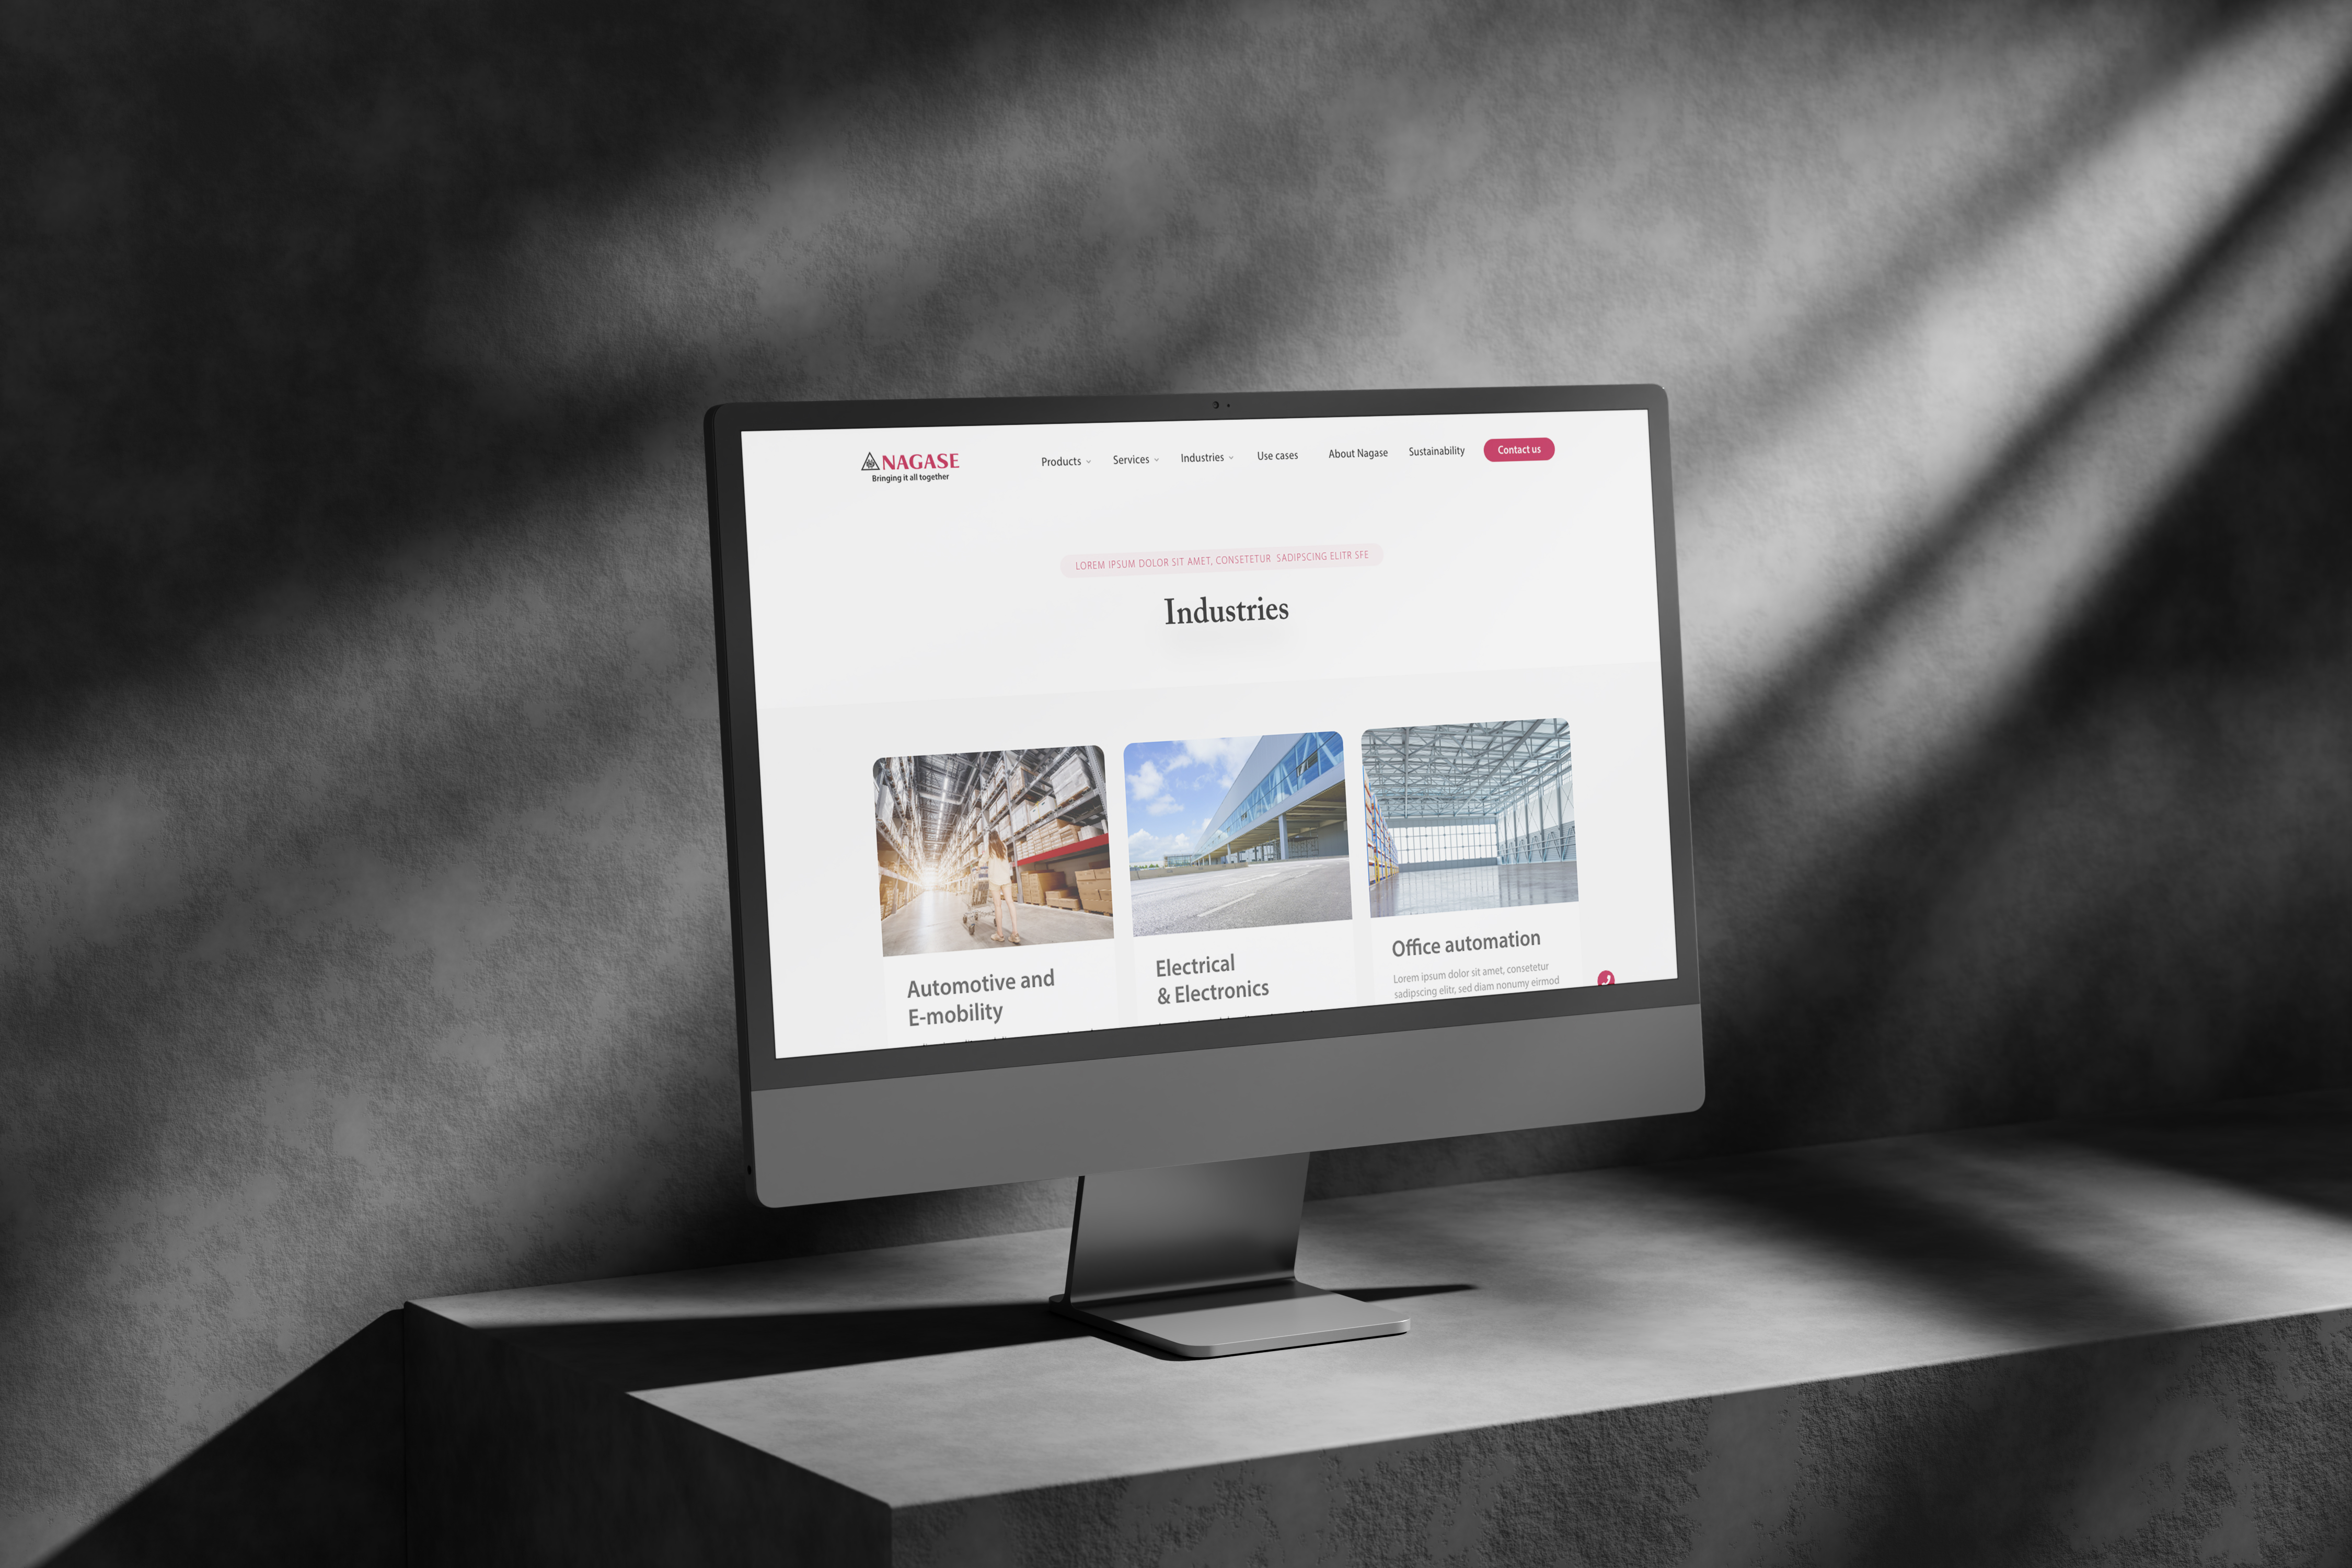 NAGASE
Bringing it all together
Products
Services
Industries
Use cases
About Nagase
Sustainability
Contact us
LOREM IPSUM DOLOR SIT AMET, CONSETETUR SADIPSCING ELITR SFE
Industries
Automotive and
E-mobility
Electrical
& Electronics
Office automation
Lorem ipsum dolor sit amet, consetetur
sadipscing elitr, sed diam nonumy eirmod